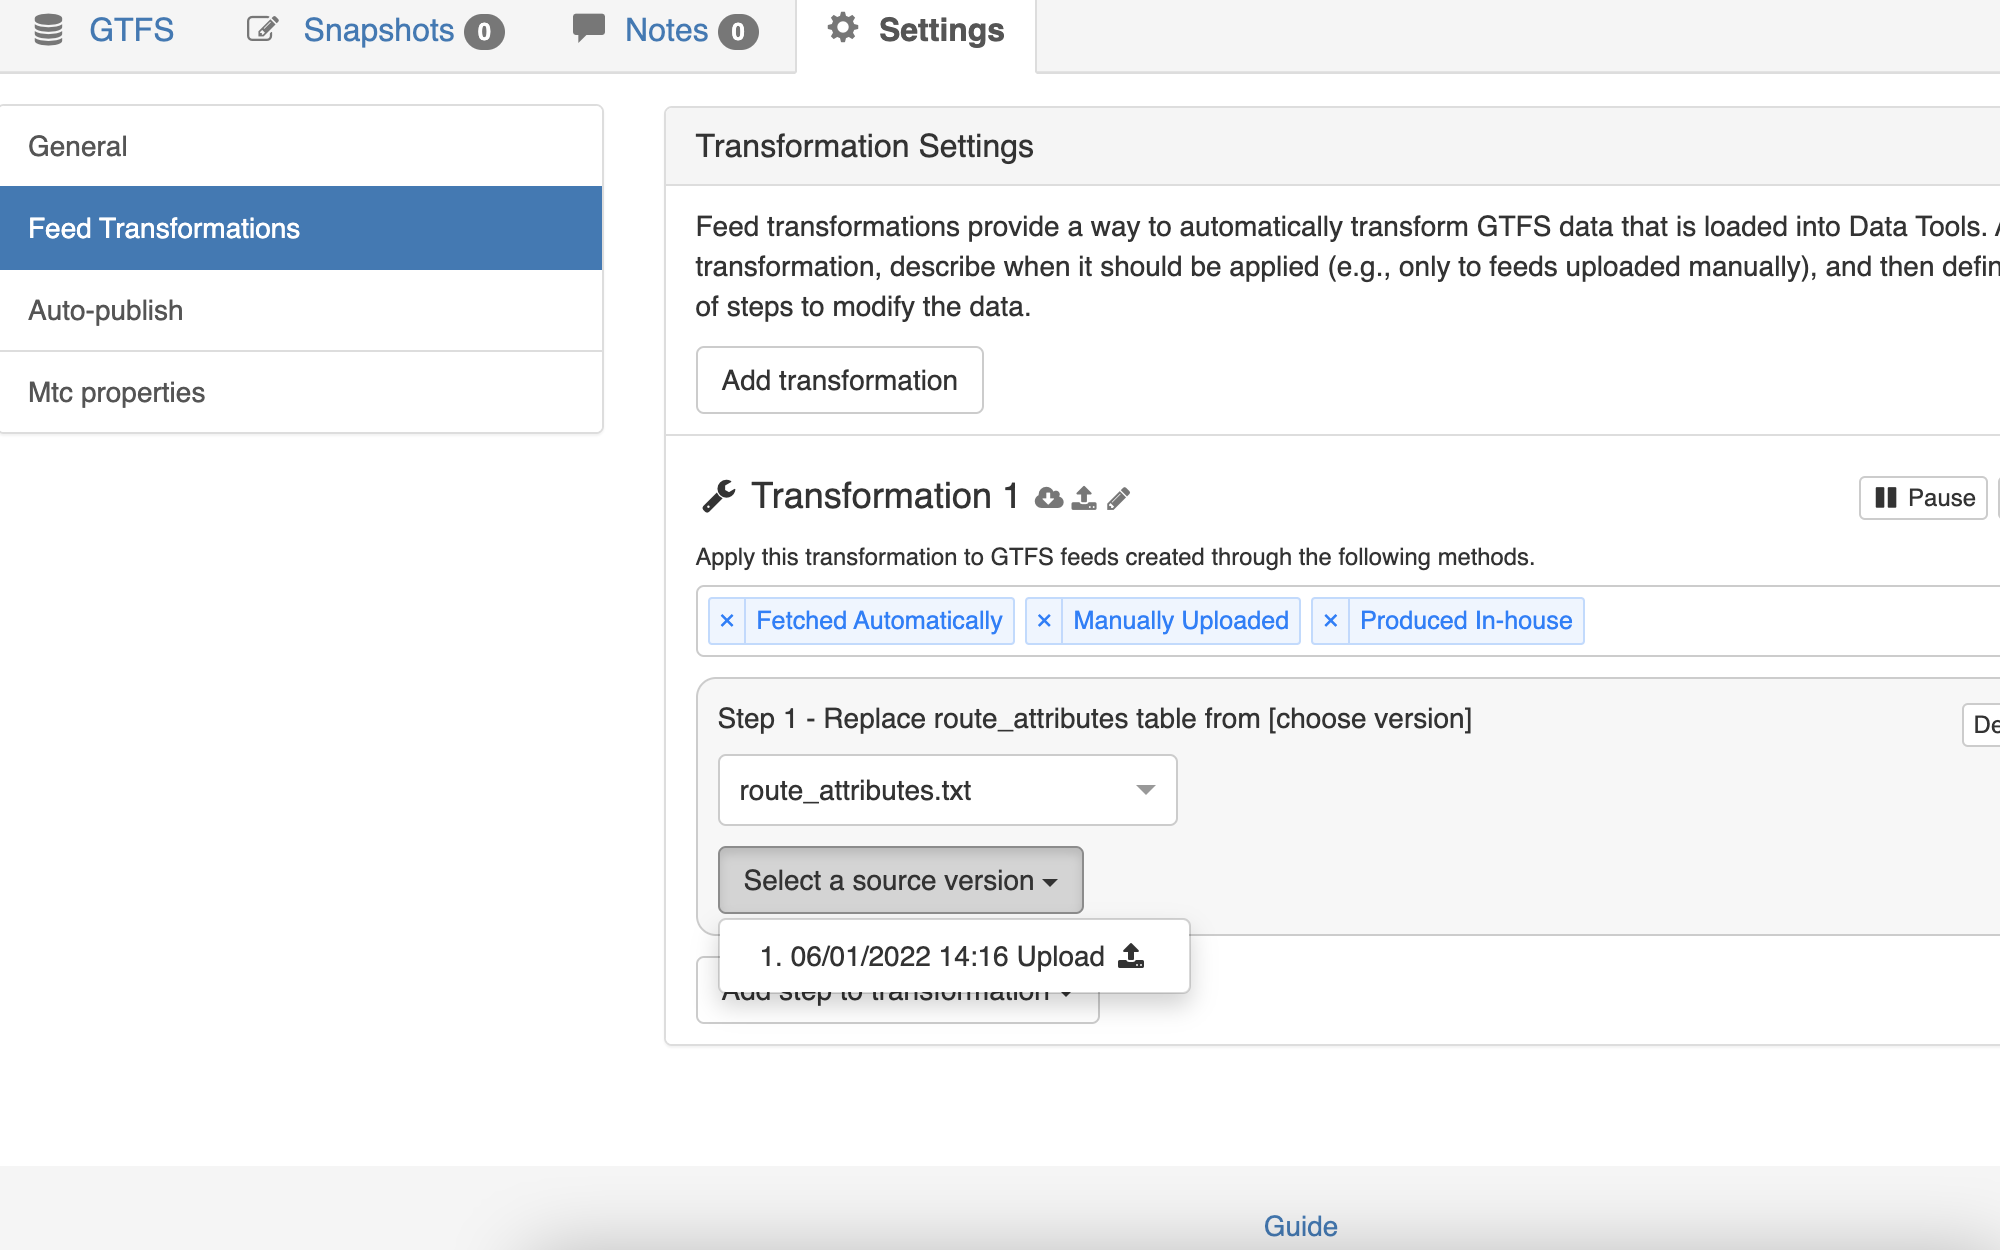 GTFS Snapshots 0 Notes 0 Settings
General
Feed Transformations
Auto-publish
Mtc properties
Transformation Settings
Feed transformations provide a way to automatically transform GTFS data that is loaded into Data Tools.
transformation, describe when it should be applied (e.g., only to feeds uploaded manually), and then defin
of steps to modify the data.
Add transformation
Transformation 1
Pause
Apply this transformation to GTFS feeds created through the following methods.
× Fetched Automatically × Manually Uploaded × Produced In-house
Step 1 - Replace route_attributes table from [choose version]
De
route_attributes.txt
Select a source version
1. 06/01/2022 14:16 Upload
Add step to transformation
Guide